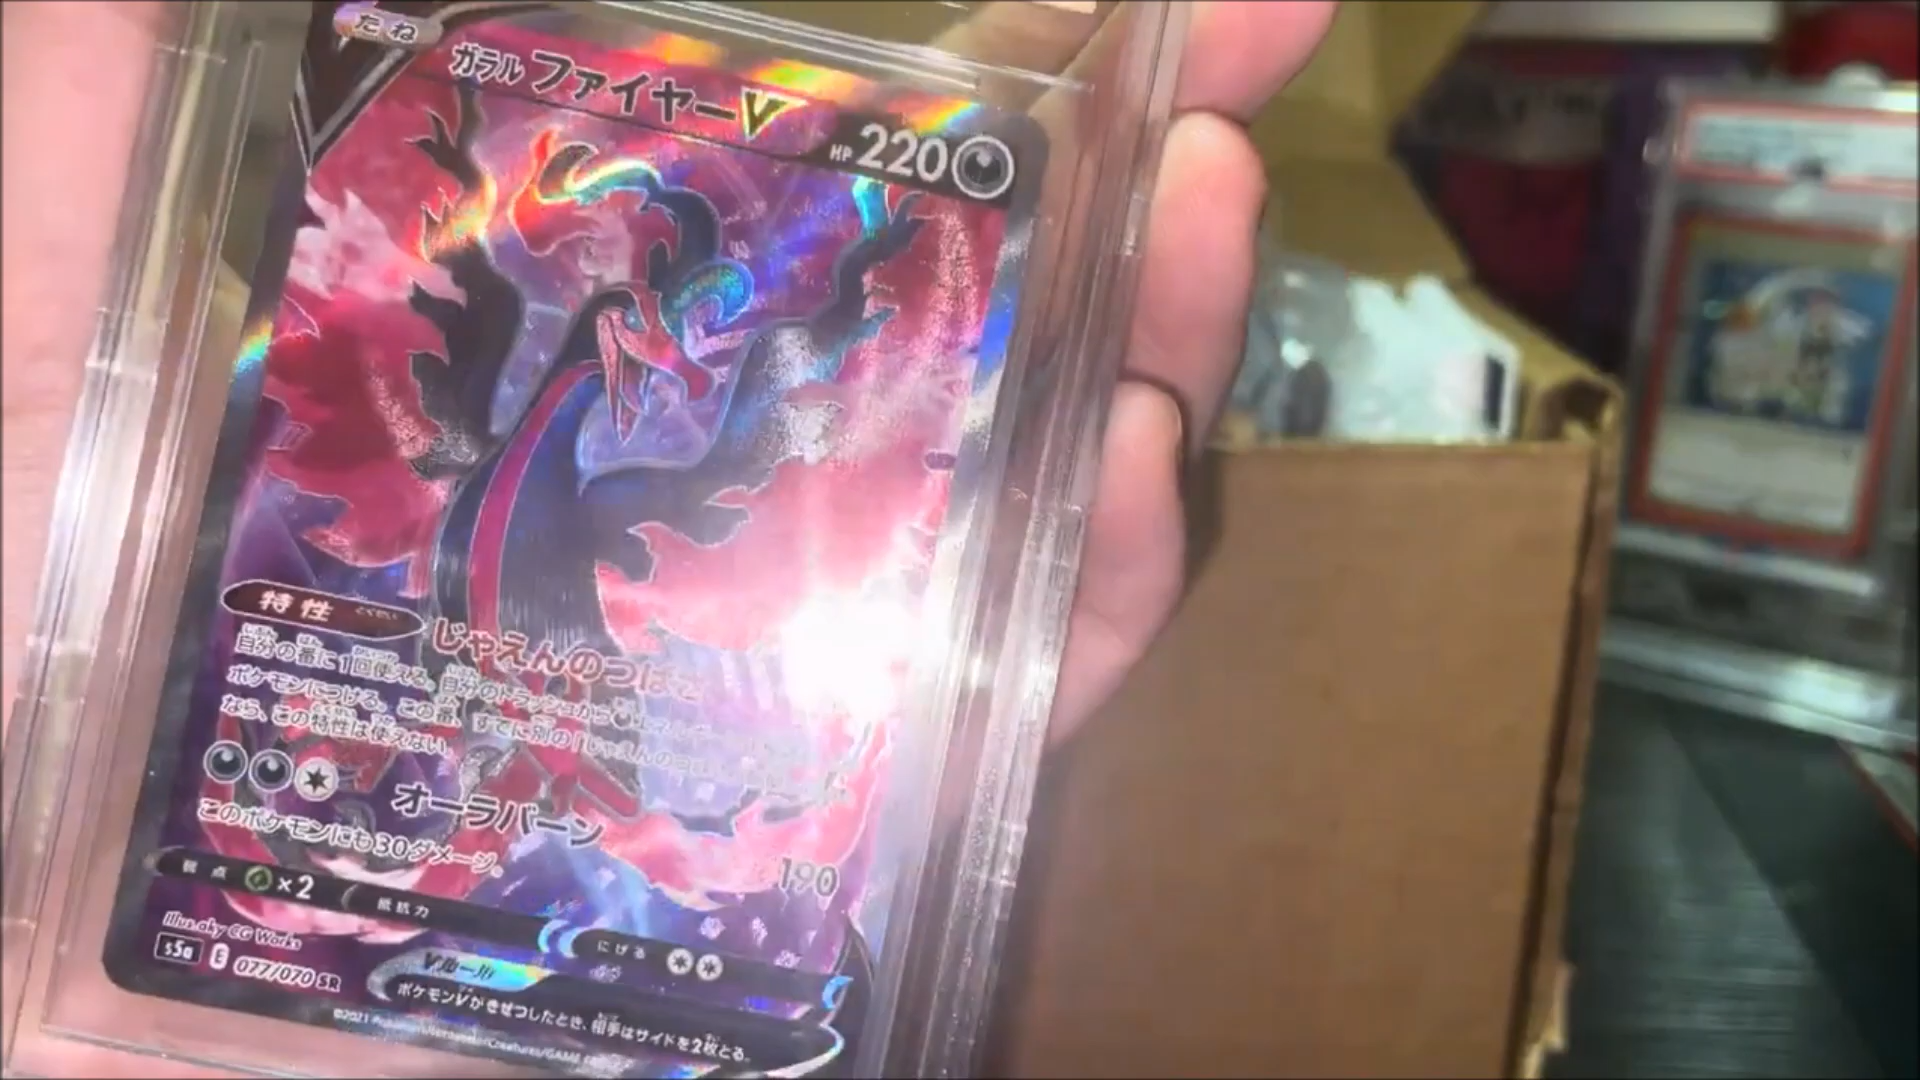 たね
ガラル ファイヤーV
HP 220
特性
じゃえんのつばさ
自分の番に1回使える。自分のトラッシュから
ポケモンにつける。この番、すでに別の「じゃえんのつばさ
なら、この特性は使えない。
オーラバーン
190
このポケモンにも30ダメージ。
弱点 ×2 抵抗力 にげる
Illus.aky CG Works
s5a E 077/070 SR
Vルール
ポケモンVがきぜつしたとき、相手はサイドを2枚とる。
©2021